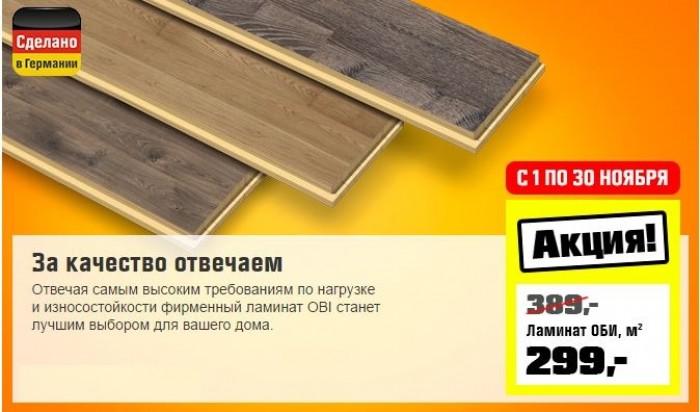 Сделано
в Германии
С 1 ПО 30 НОЯБРЯ
Акция!
За качество отвечаем
Отвечая самым высоким требованиям по нагрузке
и износостойкости фирменный ламинат OBI станет
лучшим выбором для вашего дома.
389,-
Ламинат ОБИ, м²
299,-